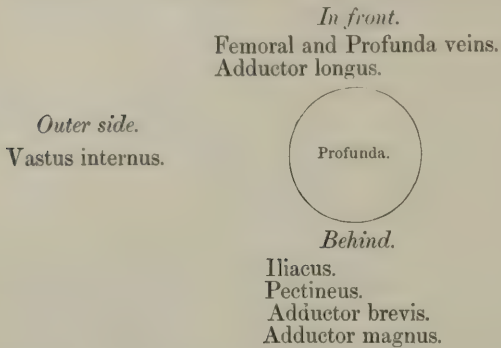 In front.
Femoral and Profunda veins.
Adductor longus.
Outer side.
Vastus internus.
Profunda.
Behind.
Iliacus.
Pectineus.
Adductor brevis.
Adductor magnus.